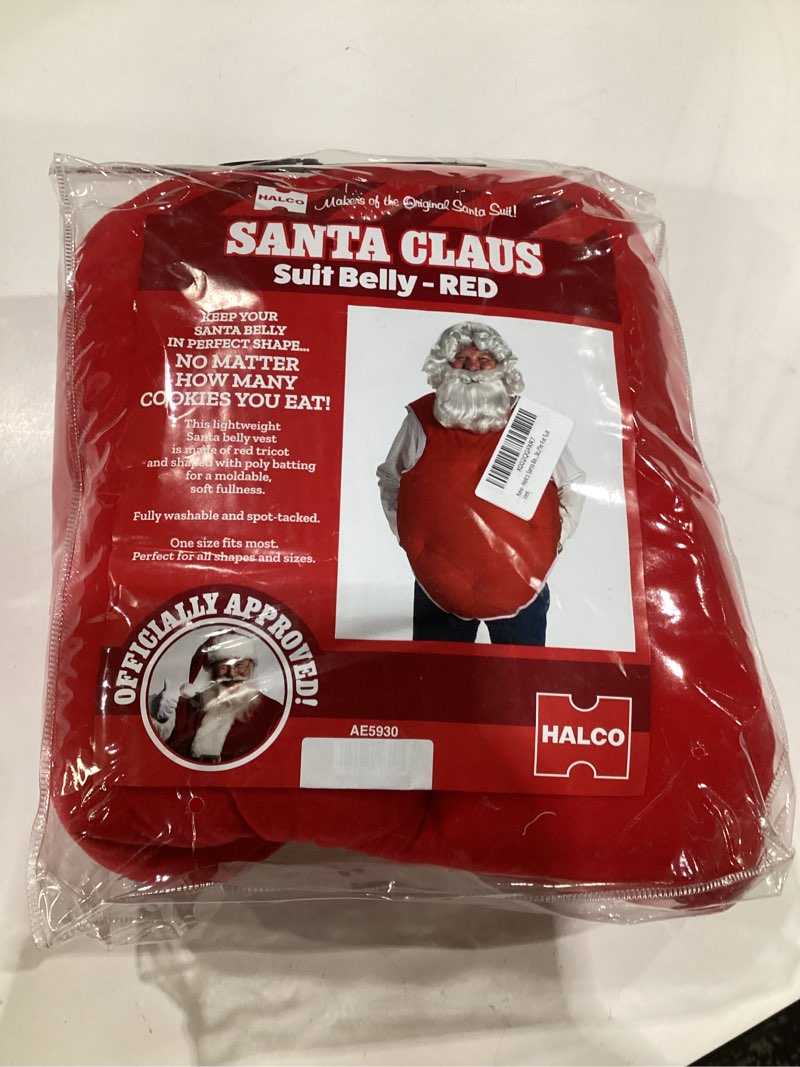 HALCO
Makers of the Original Santa Suit!
SANTA CLAUS
Suit Belly - RED
KEEP YOUR
SANTA BELLY
IN PERFECT SHAPE...
NO MATTER
HOW MANY
COOKIES YOU EAT!
This lightweight
Santa belly vest
is made of red tricot
and shaped with poly batting
for a moldable,
soft fullness.
Fully washable and spot-tacked.
One size fits most.
Perfect for all shapes and sizes.
New
OFFICIALLY APPROVED!
AE5930
HALCO